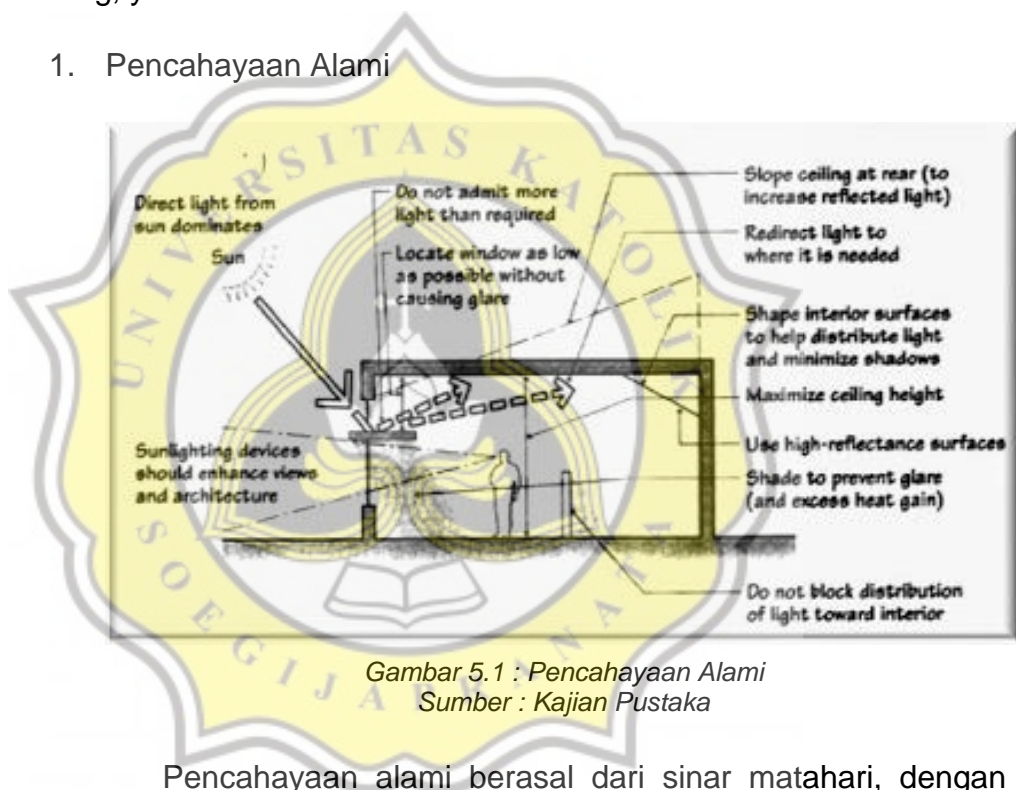 1. Pencahayaan Alami
UNIVERSITAS KATOLIK
SOEGIJAPRANATA
Direct light from
sun dominates
Sun
Do not admit more
light than required
Locate window as low
as possible without
causing glare
Sunlighting devices
should enhance views
and architecture
Slope ceiling at rear (to
increase reflected light)
Redirect light to
where it is needed
Shape interior surfaces
to help distribute light
and minimize shadows
Maximize ceiling height
Use high-reflectance surfaces
Shade to prevent glare
(and excess heat gain)
Do not block distribution
of light toward interior
Gambar 5.1 : Pencahayaan Alami
Sumber : Kajian Pustaka
Pencahayaan alami berasal dari sinar matahari, dengan